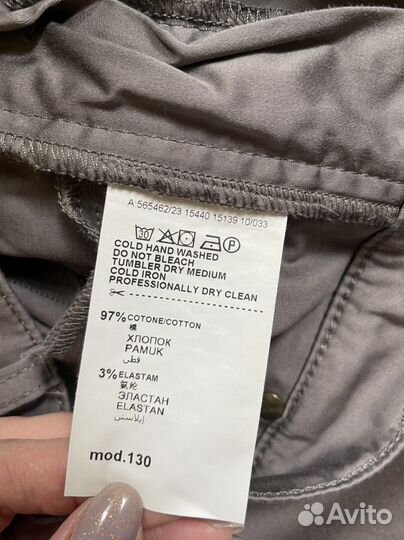 A 565462/23 15440 15139 10/033
30 P
COLD HAND WASHED
DO NOT BLEACH
TUMBLER DRY MEDIUM
COLD IRON
PROFESSIONALLY DRY CLEAN
97% COTONE/COTTON
棉
ХЛОПОК
PAMUK
قطن
3% ELASTAM
氨纶
ЭЛАСТАН
ELASTAN
إيلاستين
mod.130
Avito